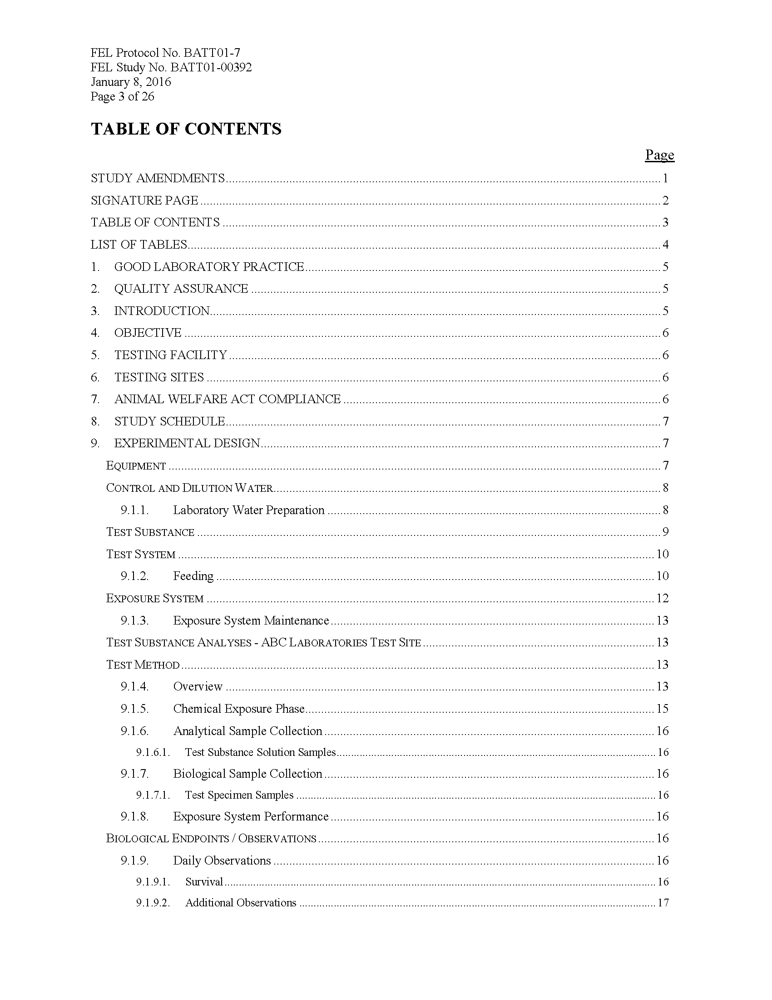 FEL Protocol No. BATT01-7
FEL Study No. BATT01-00392
January 8, 2016
Page 3 of 26
TABLE OF CONTENTS
Page
STUDY AMENDMENTS 1
SIGNATURE PAGE 2
TABLE OF CONTENTS 3
LIST OF TABLES 4
1. GOOD LABORATORY PRACTICE 5
2. QUALITY ASSURANCE 5
3. INTRODUCTION 5
4. OBJECTIVE 6
5. TESTING FACILITY 6
6. TESTING SITES 6
7. ANIMAL WELFARE ACT COMPLIANCE 6
8. STUDY SCHEDULE 7
9. EXPERIMENTAL DESIGN 7
EQUIPMENT 7
CONTROL AND DILUTION WATER 8
9.1.1. Laboratory Water Preparation 8
TEST SUBSTANCE 9
TEST SYSTEM 10
9.1.2. Feeding 10
EXPOSURE SYSTEM 12
9.1.3. Exposure System Maintenance 13
TEST SUBSTANCE ANALYSES - ABC LABORATORIES TEST SITE 13
TEST METHOD 13
9.1.4. Overview 13
9.1.5. Chemical Exposure Phase 15
9.1.6. Analytical Sample Collection 16
9.1.6.1. Test Substance Solution Samples 16
9.1.7. Biological Sample Collection 16
9.1.7.1. Test Specimen Samples 16
9.1.8. Exposure System Performance 16
BIOLOGICAL ENDPOINTS / OBSERVATIONS 16
9.1.9. Daily Observations 16
9.1.9.1. Survival 16
9.1.9.2. Additional Observations 17